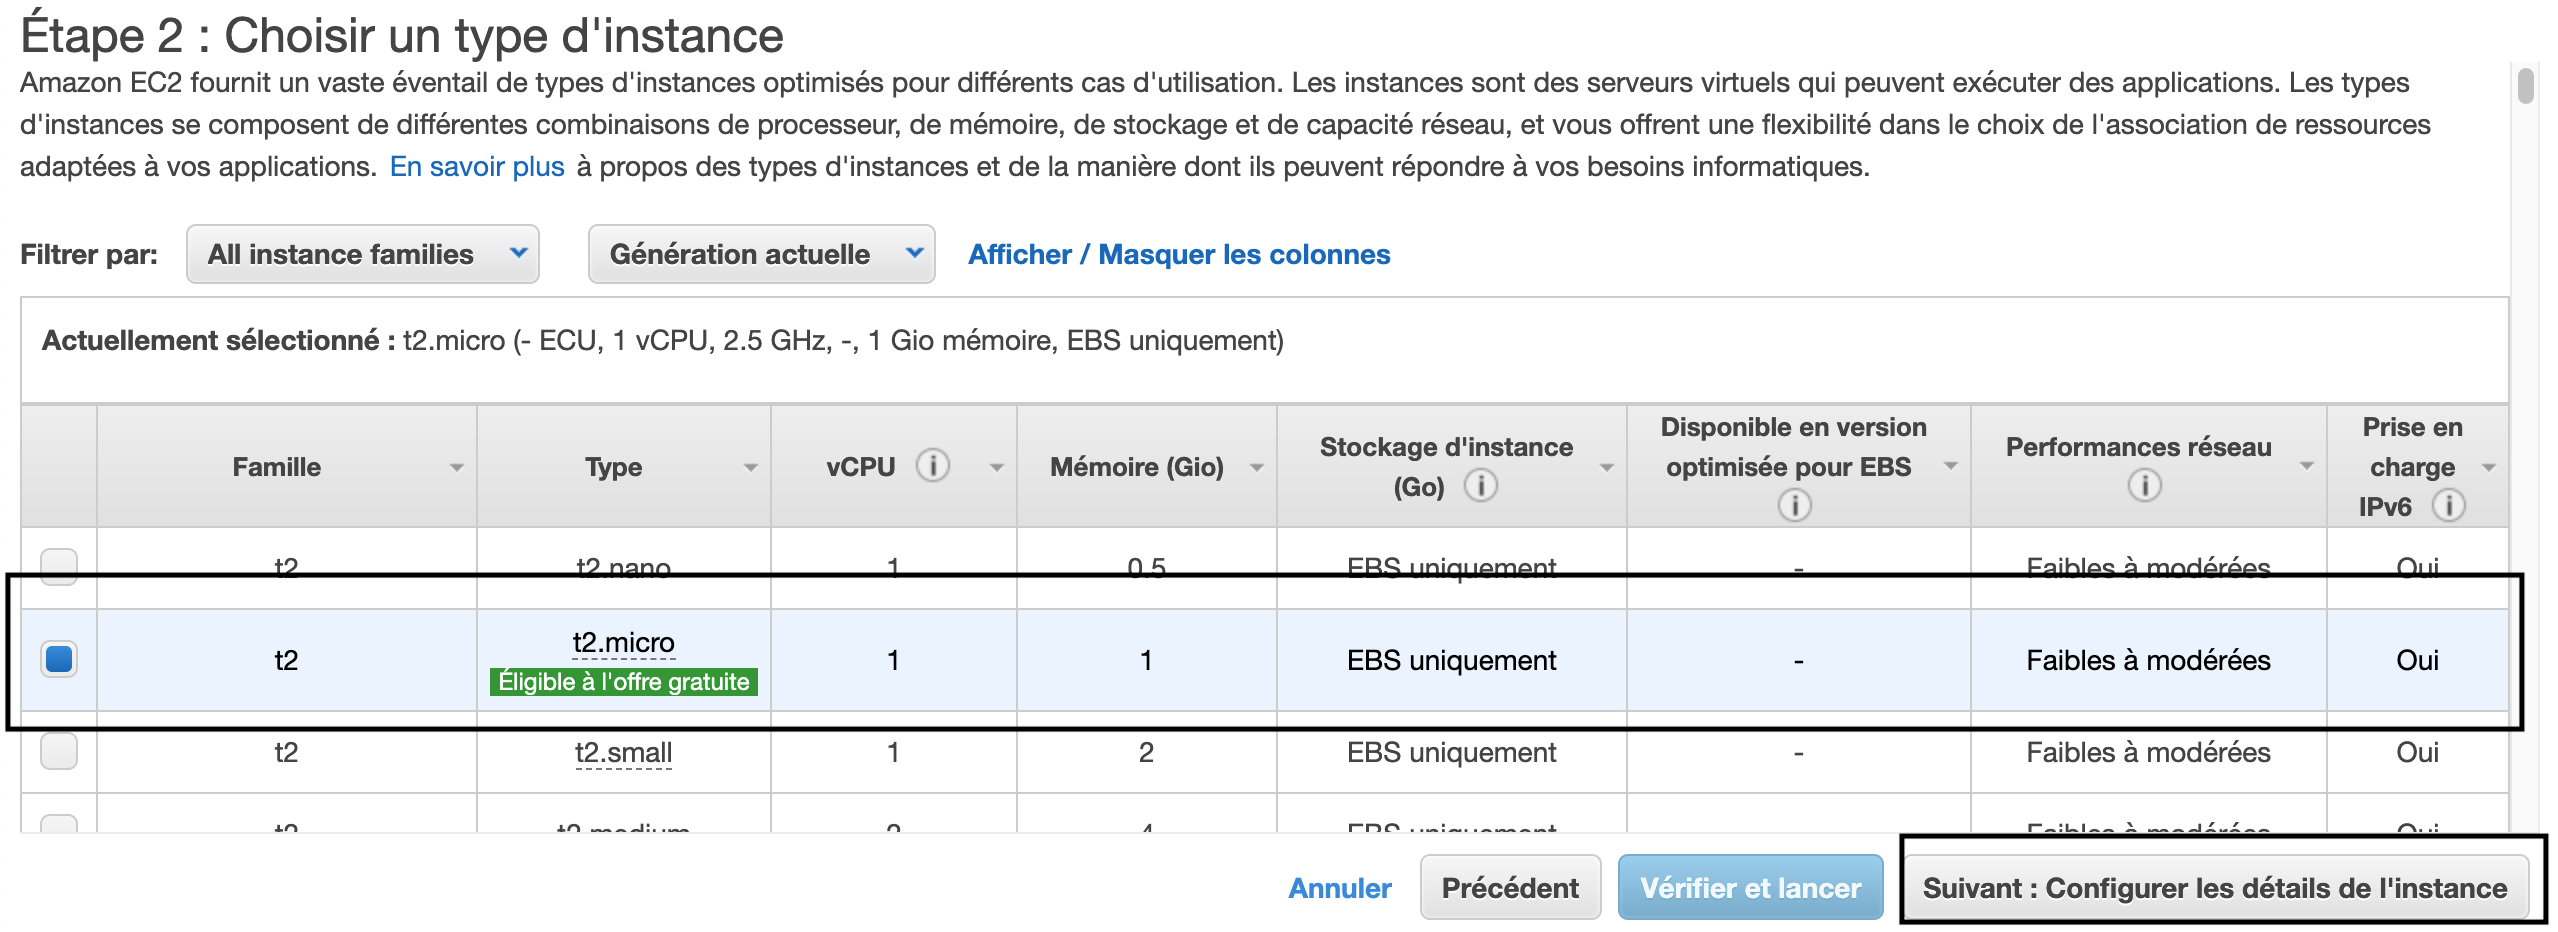 Étape 2 : Choisir un type d'instance
Amazon EC2 fournit un vaste éventail de types d'instances optimisés pour différents cas d'utilisation. Les instances sont des serveurs virtuels qui peuvent exécuter des applications. Les types
d'instances se composent de différentes combinaisons de processeur, de mémoire, de stockage et de capacité réseau, et vous offrent une flexibilité dans le choix de l'association de ressources
adaptées à vos applications. En savoir plus à propos des types d'instances et de la manière dont ils peuvent répondre à vos besoins informatiques.
Filtrer par: All instance families Génération actuelle Afficher / Masquer les colonnes
Actuellement sélectionné : t2.micro (- ECU, 1 vCPU, 2.5 GHz, -, 1 Gio mémoire, EBS uniquement)
Famille Type vCPU Mémoire (Gio) Stockage d'instance (Go) Disponible en version optimisée pour EBS Performances réseau Prise en charge IPv6
t2 t2.nano 1 0.5 EBS uniquement - Faibles à modérées Oui
t2 t2.micro 1 1 EBS uniquement - Faibles à modérées Oui
Éligible à l'offre gratuite
t2 t2.small 1 2 EBS uniquement - Faibles à modérées Oui
t2 t2.medium 2 4 EBS uniquement Faibles à modérées Oui
Annuler Précédent Vérifier et lancer Suivant : Configurer les détails de l'instance